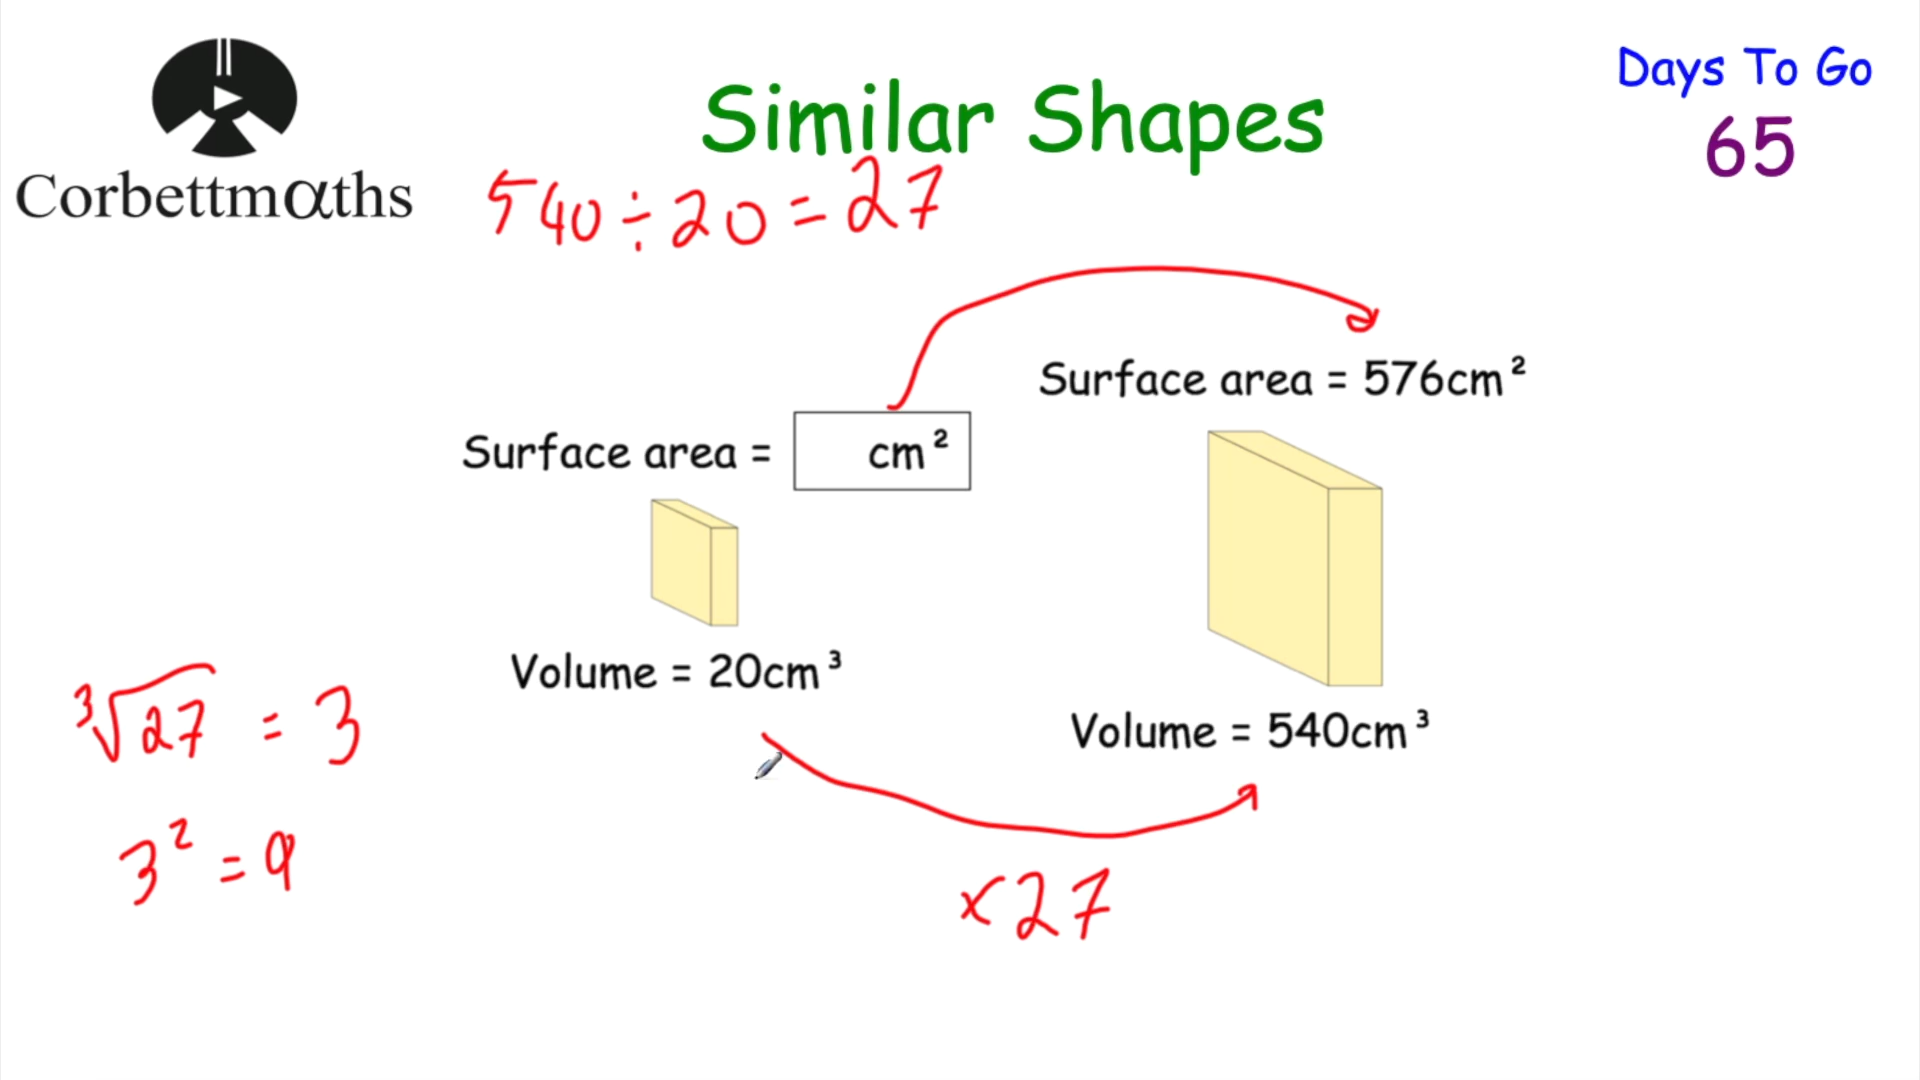 Corbettmαths
Similar Shapes
Days To Go
65
540 ÷ 20 = 27
Surface area = 576cm²
Surface area = cm²
Volume = 20cm³
Volume = 540cm³
³√27 = 3
3² = 9
×27